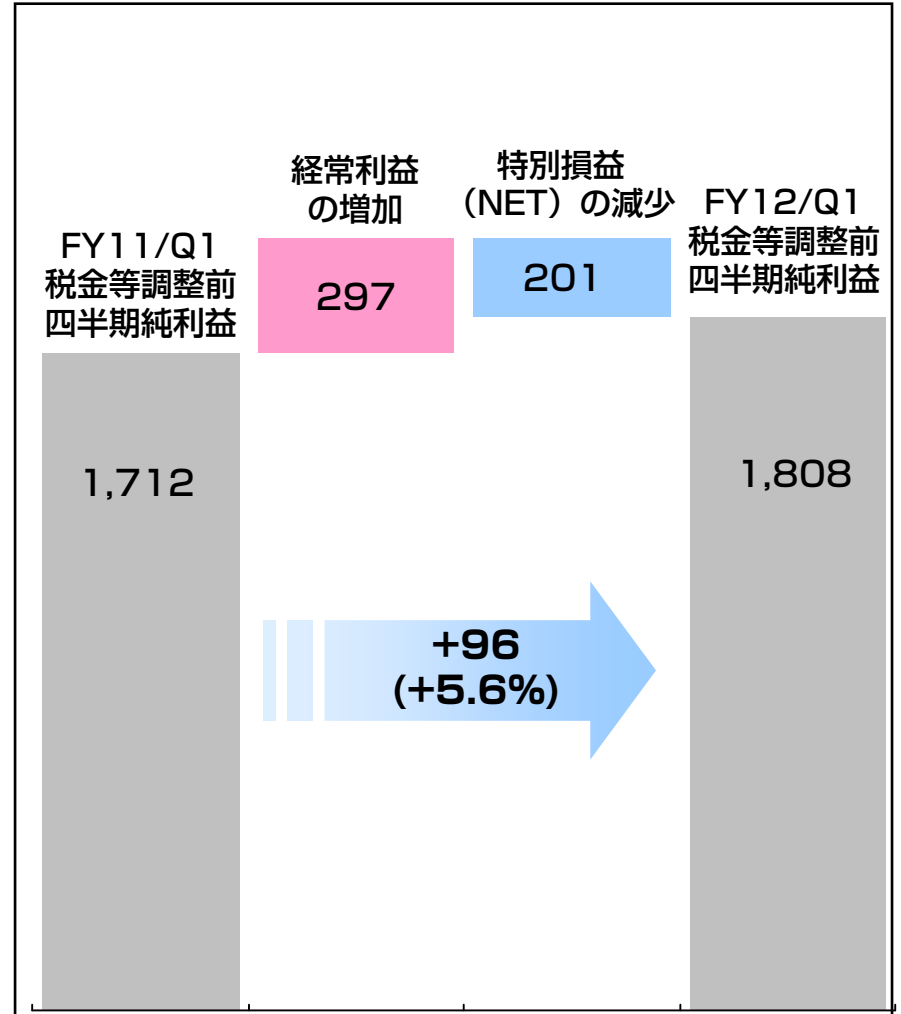 FY11/Q1
税金等調整前
四半期純利益
1,712
経常利益
の増加
297
特別損益
（NET）の減少
201
FY12/Q1
税金等調整前
四半期純利益
1,808
+96
(+5.6%)